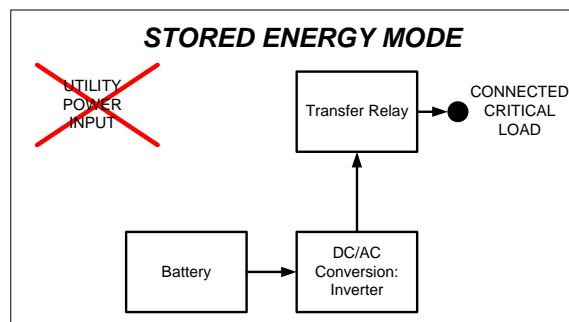 STORED ENERGY MODE
UTILITY
POWER
INPUT
Transfer Relay
CONNECTED
CRITICAL
LOAD
Battery
DC/AC
Conversion:
Inverter